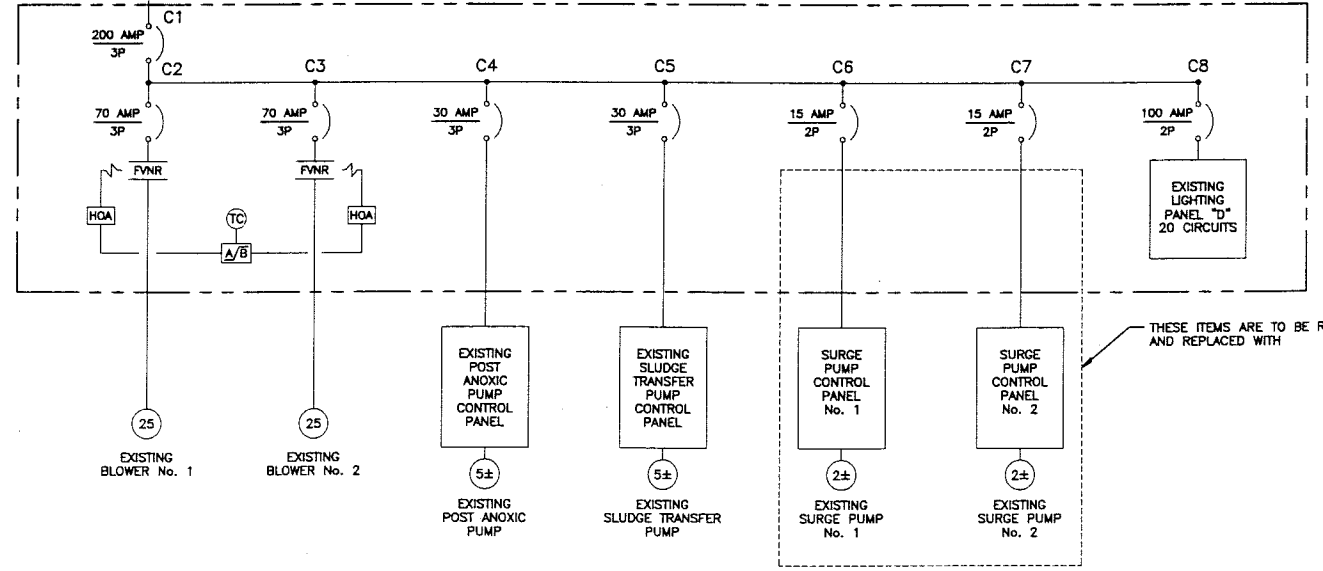 C1
200 AMP
3P
C2
C3
C4
C5
C6
C7
C8
70 AMP
3P
70 AMP
3P
30 AMP
3P
30 AMP
3P
15 AMP
2P
15 AMP
2P
100 AMP
2P
FVNR
FVNR
HOA
TC
HOA
A/B
EXISTING
LIGHTING
PANEL "D"
20 CIRCUITS
THESE ITEMS ARE TO BE R
AND REPLACED WITH
EXISTING
POST
ANOXIC
PUMP
CONTROL
PANEL
EXISTING
SLUDGE
TRANSFER
PUMP
CONTROL
PANEL
SURGE
PUMP
CONTROL
PANEL
No. 1
SURGE
PUMP
CONTROL
PANEL
No. 2
25
EXISTING
BLOWER No. 1
25
EXISTING
BLOWER No. 2
5±
EXISTING
POST ANOXIC
PUMP
5±
EXISTING
SLUDGE TRANSFER
PUMP
2±
EXISTING
SURGE PUMP
No. 1
2±
EXISTING
SURGE PUMP
No. 2